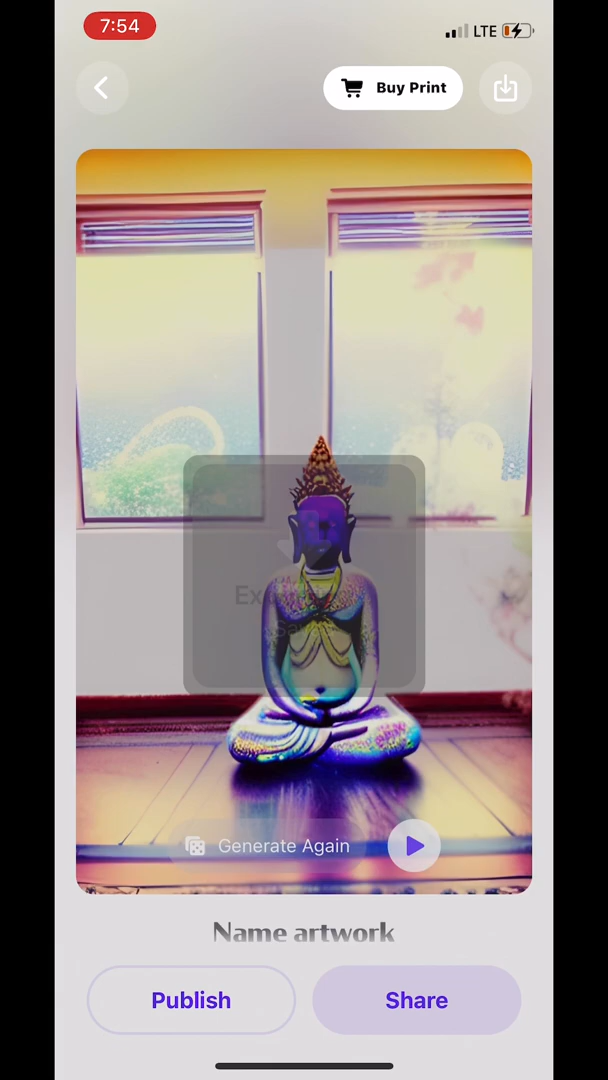 7:54
LTE
Buy Print
Generate Again
Name artwork
Publish
Share